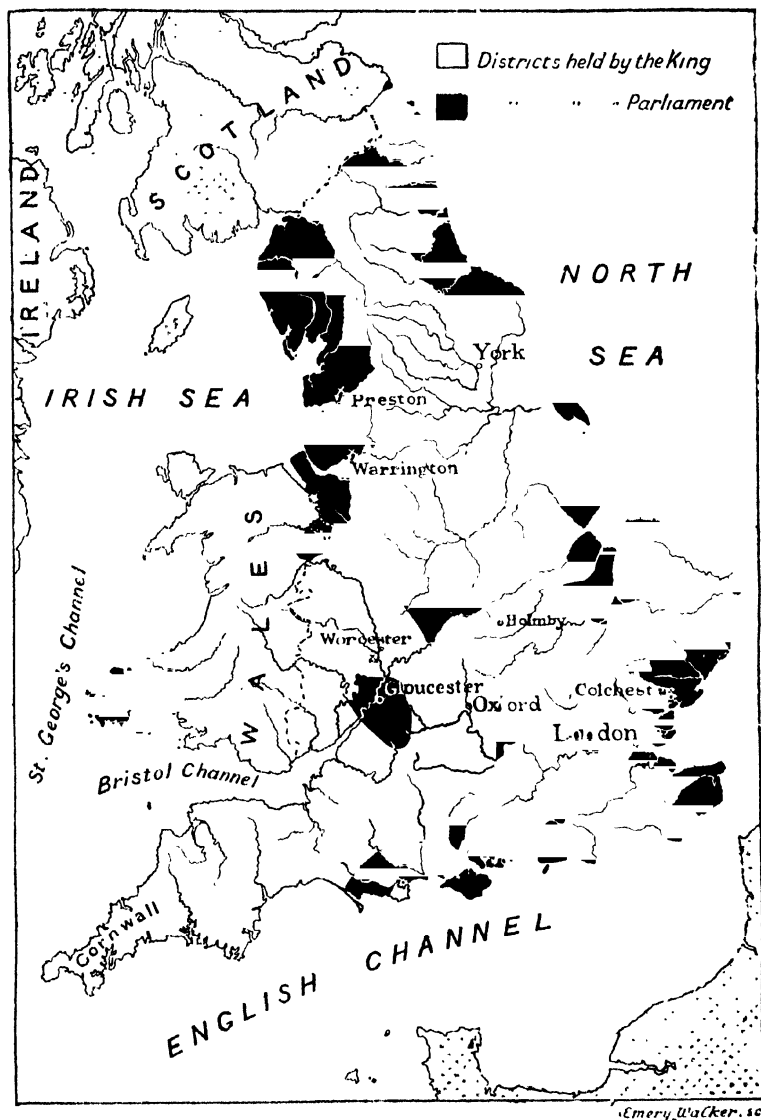 Districts held by the King
" " " Parliament
SCOTLAND
IRELAND
NORTH
SEA
York
IRISH SEA
Preston
Warrington
WALES
St. George's Channel
Holmby
Worcester
Gloucester
Oxford
Colchest
London
Bristol Channel
Cornwall
ENGLISH CHANNEL
Emery Walker. sc